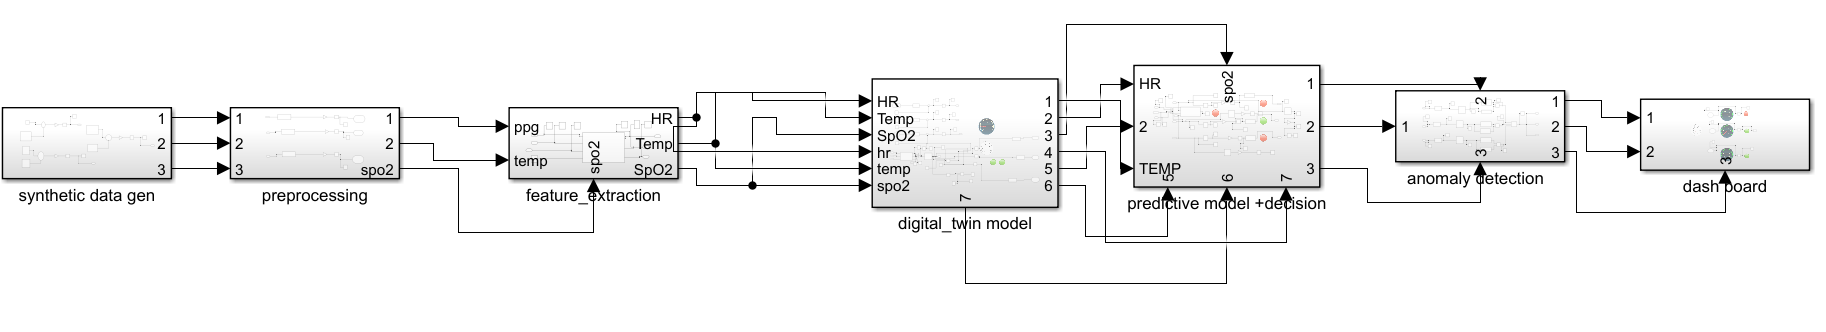 1
2
3
synthetic data gen
1
2
3
1
2
spo2
preprocessing
ppg
temp
spo2
HR
Temp
SpO2
feature_extraction
HR
Temp
SpO2
hr
temp
spo2
1
2
3
4
5
6
7
digital_twin model
HR
2
TEMP
spo2
5
6
7
1
2
3
predictive model +decision
1
2
3
1
2
3
anomaly detection
1
2
3
dash board